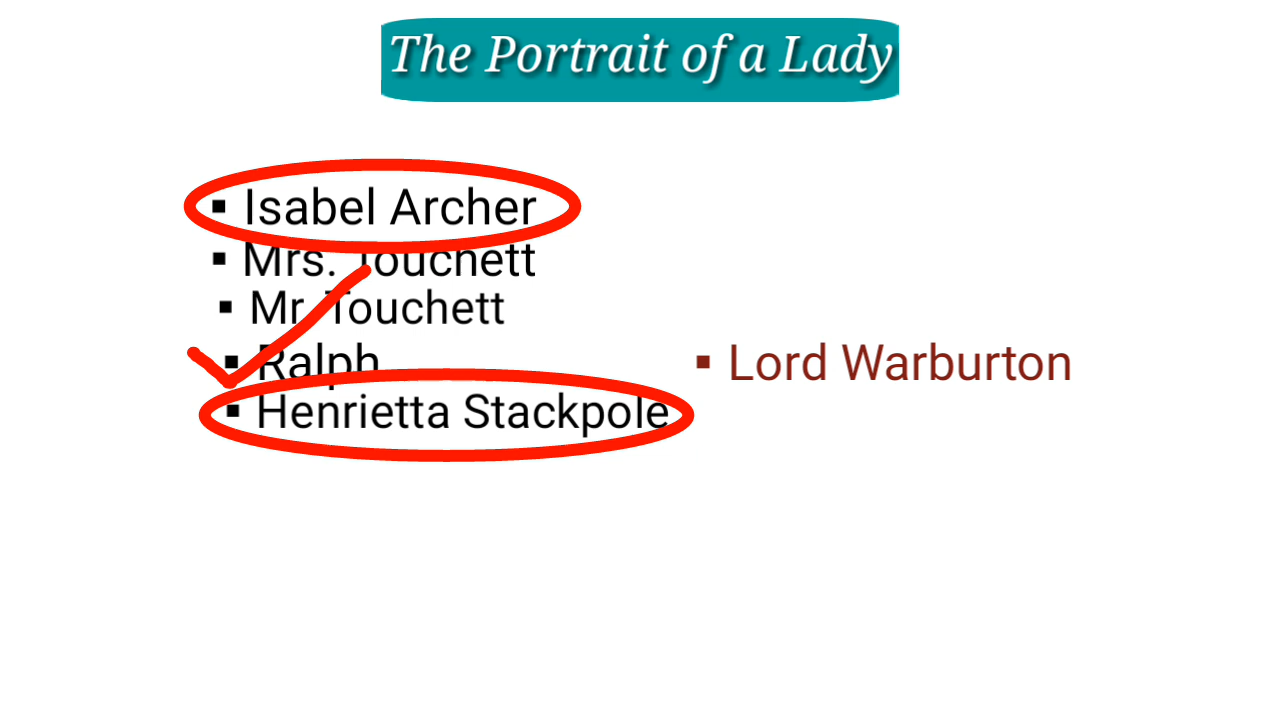 The Portrait of a Lady
▪ Isabel Archer
▪ Mrs. Touchett
▪ Mr. Touchett
▪ Ralph
▪ Lord Warburton
▪ Henrietta Stackpole